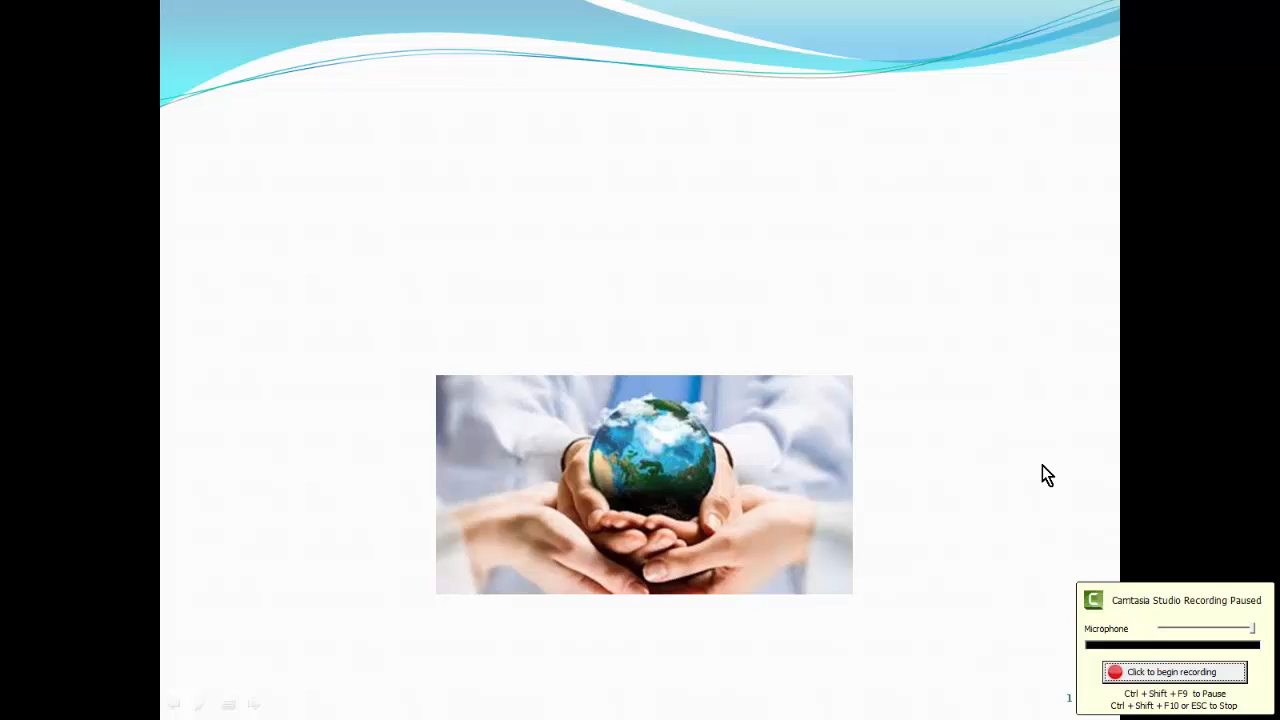 Camtasia Studio Recording Paused
Microphone
Click to begin recording
Ctrl + Shift + F9 to Pause
Ctrl + Shift + F10 or ESC to Stop
1